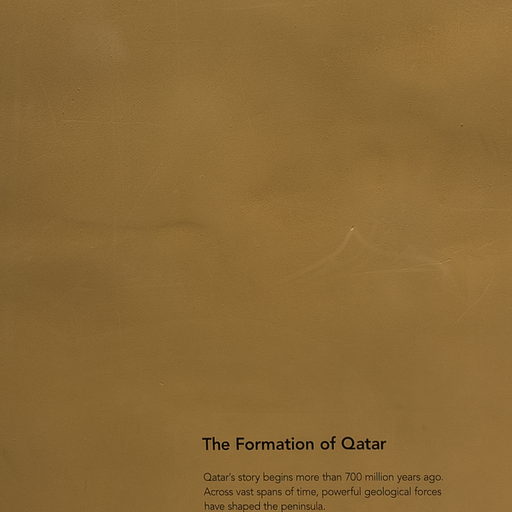 The Formation of Qatar
Qatar's story begins more than 700 million years ago.
Across vast spans of time, powerful geological forces
have shaped the peninsula.